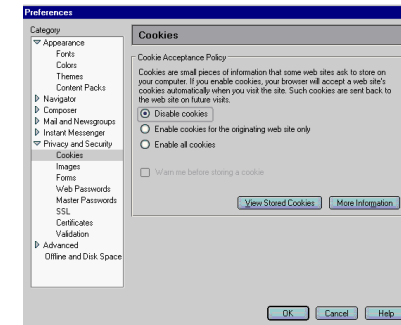 Preferences
Category
Appearance
Fonts
Colors
Themes
Content Packs
Navigator
Composer
Mail and Newsgroups
Instant Messenger
Privacy and Security
Cookies
Images
Forms
Web Passwords
Master Passwords
SSL
Certificates
Validation
Advanced
Offline and Disk Space
Cookies
Cookie Acceptance Policy
Cookies are small pieces of information that some web sites ask to store on
your computer. If you enable cookies, your browser will accept a web site's
cookies automatically when you visit the site. Such cookies are sent back to
the web site on future visits.
Disable cookies
Enable cookies for the originating web site only
Enable all cookies
Warn me before storing a cookie
View Stored Cookies
More Information
OK
Cancel
Help